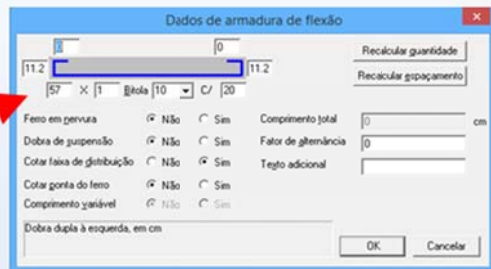 Dados de armadura de flexão
0 0
Recalcular quantidade
11.2 11.2
Recalcular espaçamento
57 X 1 Bitola 10 C/ 20
Ferro em nervura Não Sim Comprimento total 0 cm
Dobra de suspensão Não Sim Fator de alternância 0
Cotar faixa de distribuição Não Sim Texto adicional
Cotar ponta do ferro Não Sim
Comprimento variável Não Sim
Dobra dupla à esquerda, em cm
OK Cancelar